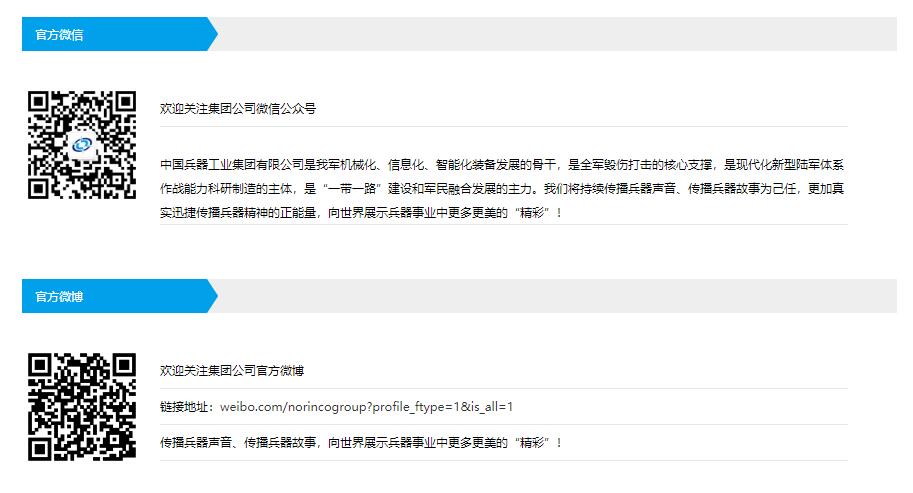 官方微信
欢迎关注集团公司微信公众号
中国兵器工业集团有限公司是我军机械化、信息化、智能化装备发展的骨干，是全军毁伤打击的核心支撑，是现代化新型陆军体系
作战能力科研制造的主体，是“一带一路”建设和军民融合发展的主力。我们将持续传播兵器声音、传播兵器故事为己任，更加真
实迅捷传播兵器精神的正能量，向世界展示兵器事业中更多更美的“精彩”！
官方微博
欢迎关注集团公司官方微博
链接地址：weibo.com/norincogroup?profile_ftype=1&is_all=1
传播兵器声音、传播兵器故事，向世界展示兵器事业中更多更美的“精彩”！